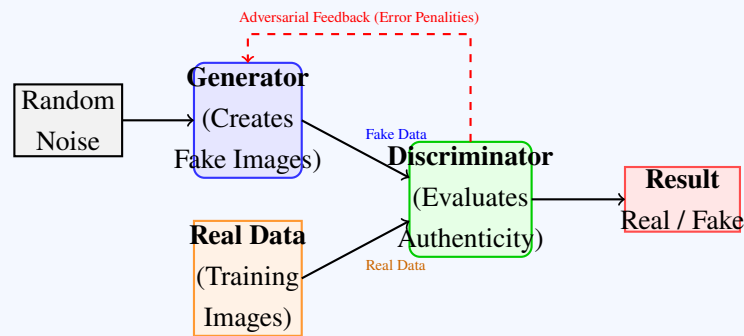 Adversarial Feedback (Error Penalities)
Generator
(Creates
Fake Images)
Random
Noise
Fake Data
Discriminator
(Evaluates
Authenticity)
Result
Real / Fake
Real Data
(Training
Images)
Real Data